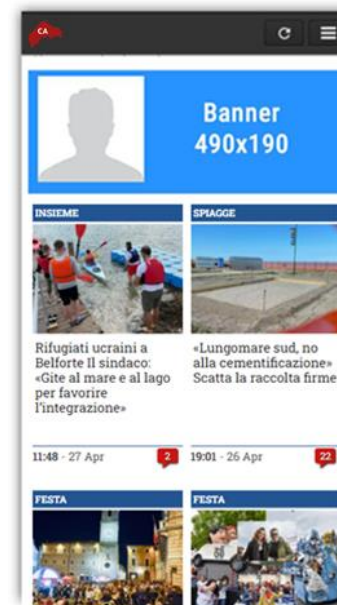 CA
Banner
490x190
INSIEME
SPIAGGE
Rifugiati ucraini a
Belforte Il sindaco:
«Gite al mare e al lago
per favorire
l'integrazione»
«Lungomare sud, no
alla cementificazione»
Scatta la raccolta firme
11:48 - 27 Apr
2
19:01 - 26 Apr
22
FESTA
FESTA